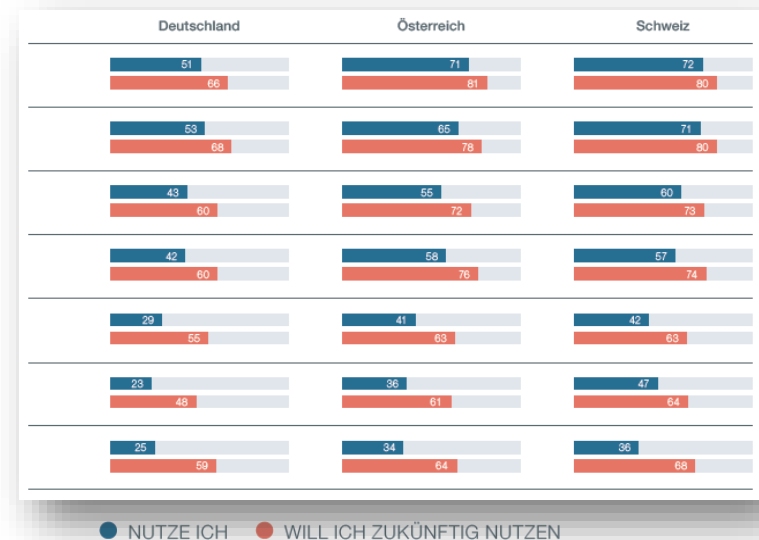 Deutschland Österreich Schweiz
51 71 72
66 81 80
53 65 71
68 78 80
43 55 60
60 72 73
42 58 57
60 76 74
29 41 42
55 63 63
23 36 47
48 61 64
25 34 36
59 64 68
NUTZE ICH WILL ICH ZUKÜNFTIG NUTZEN